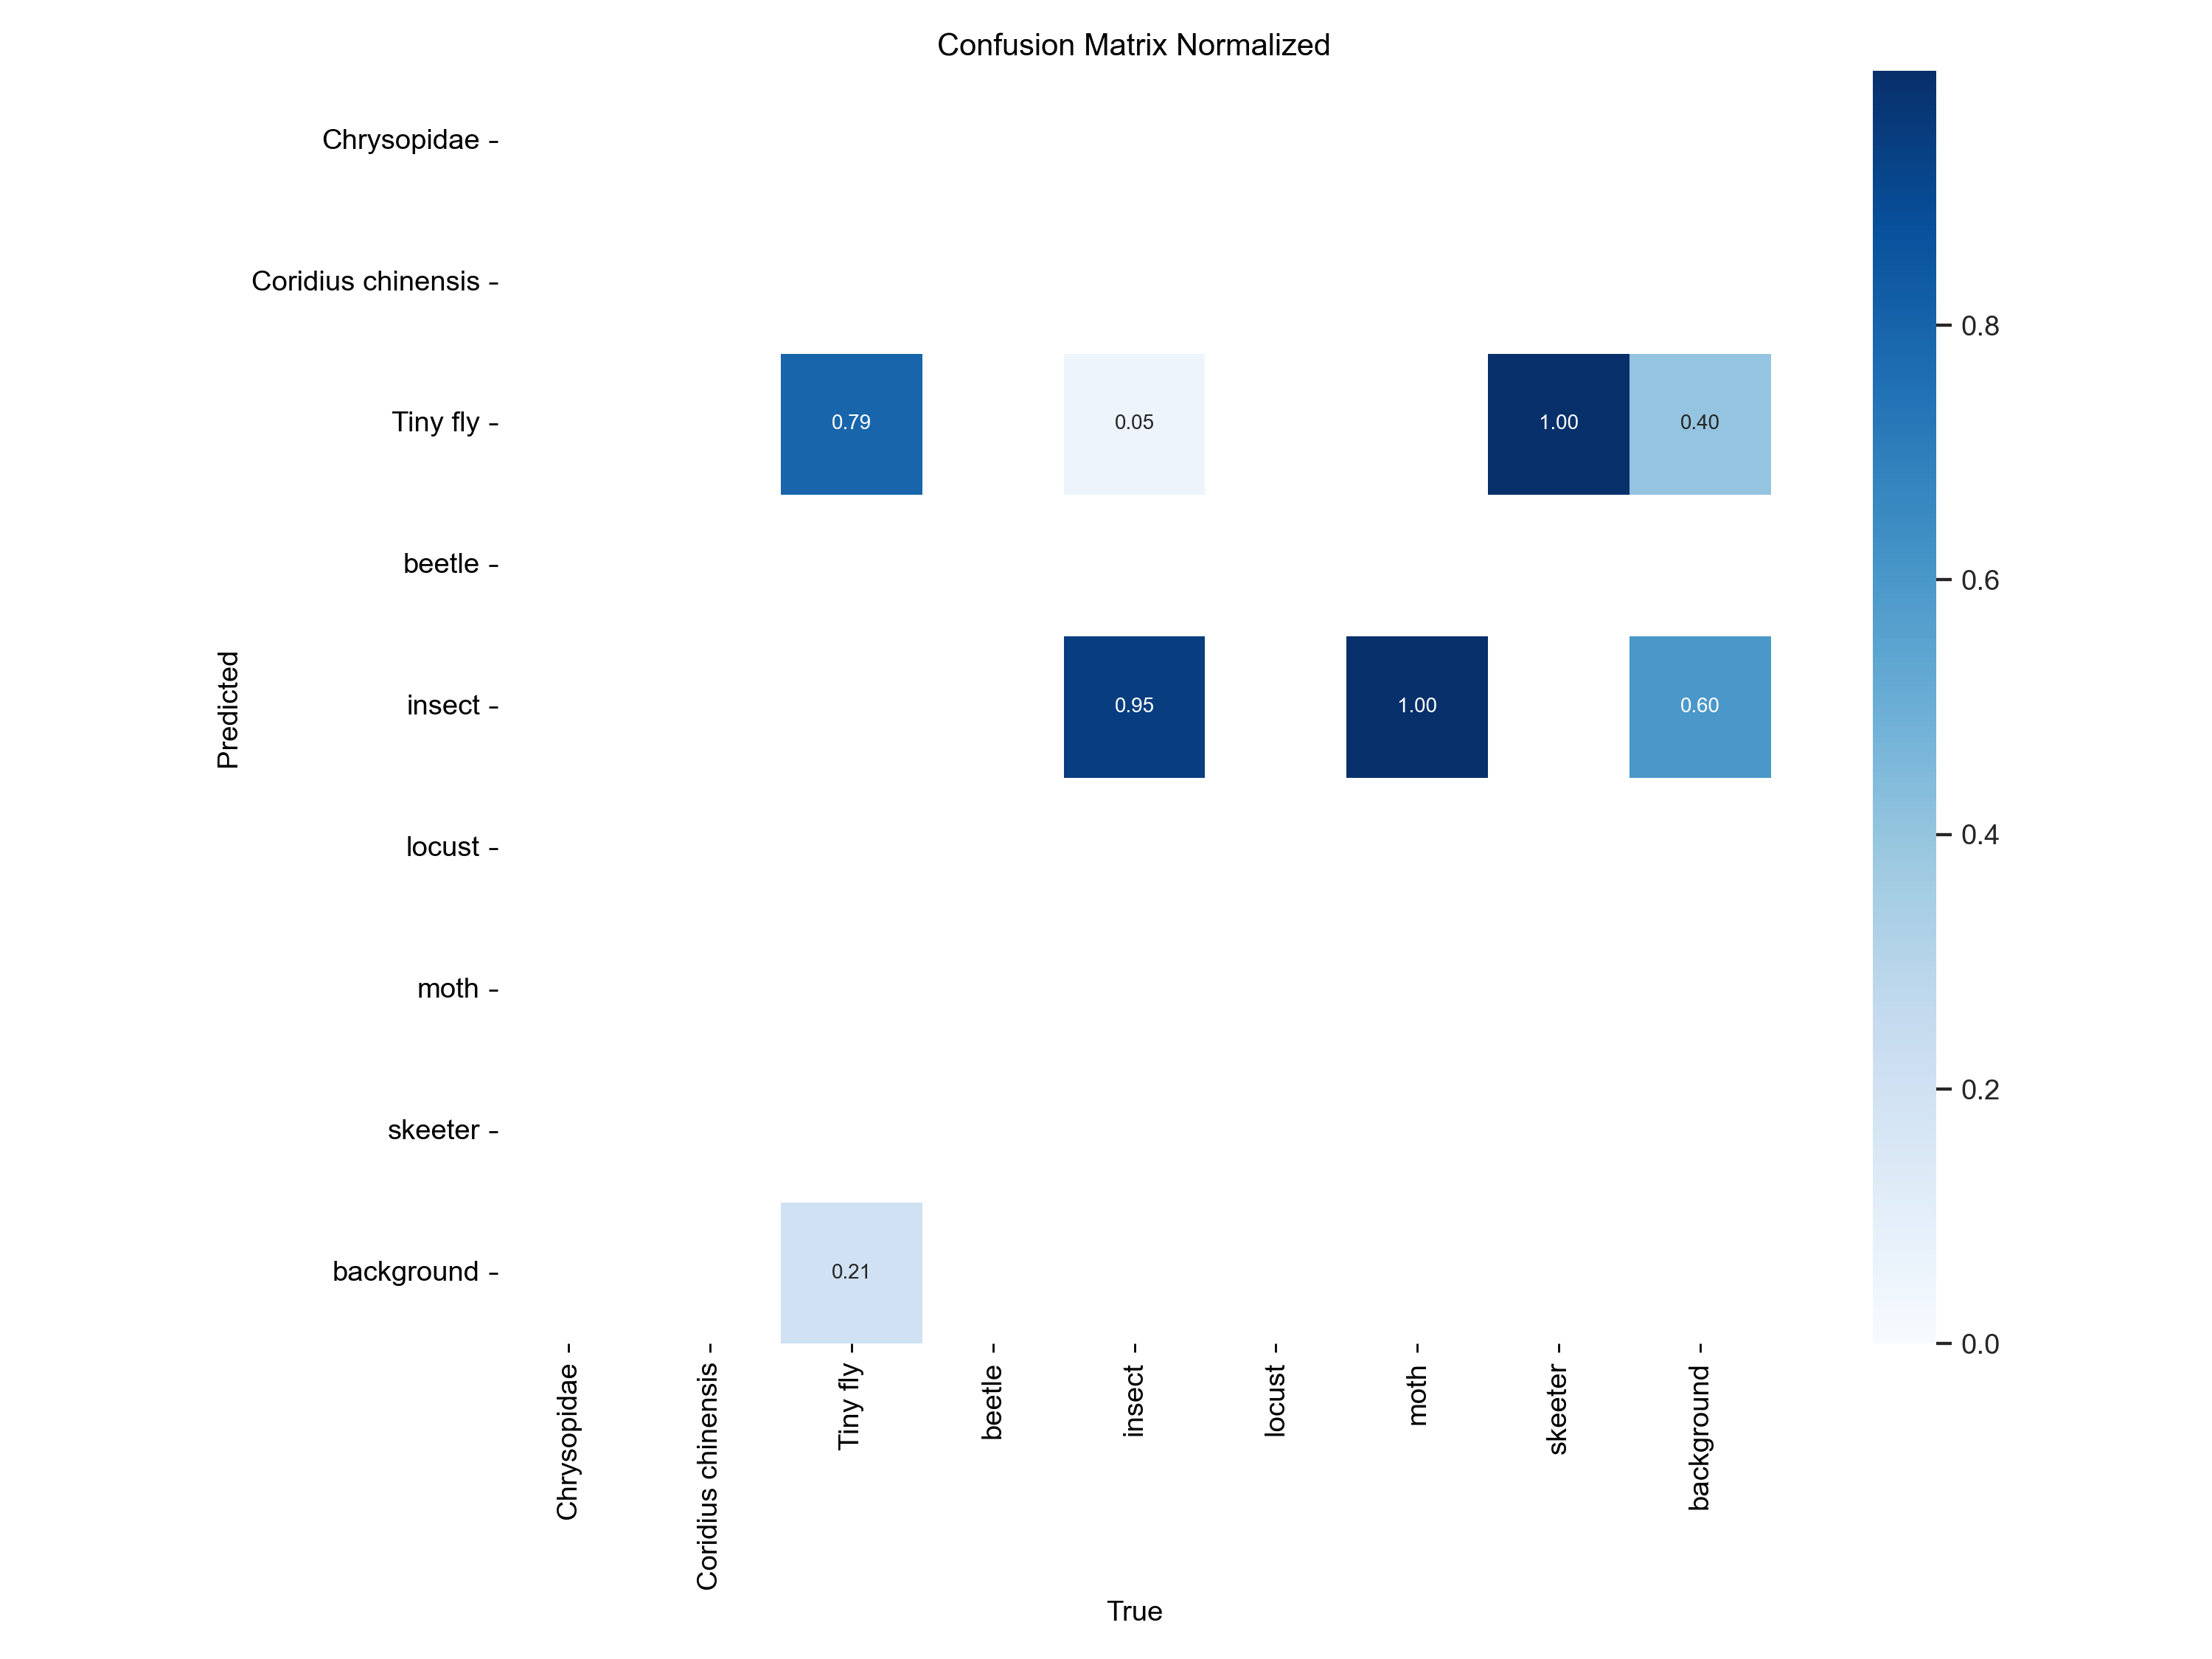 Confusion Matrix Normalized
Chrysopidae
Coridius chinensis
Tiny fly
beetle
insect
locust
moth
skeeter
background
Predicted
0.79
0.05
1.00
0.40
0.95
1.00
0.60
0.21
Chrysopidae
Coridius chinensis
Tiny fly
beetle
insect
locust
moth
skeeter
background
True
0.8
0.6
0.4
0.2
0.0